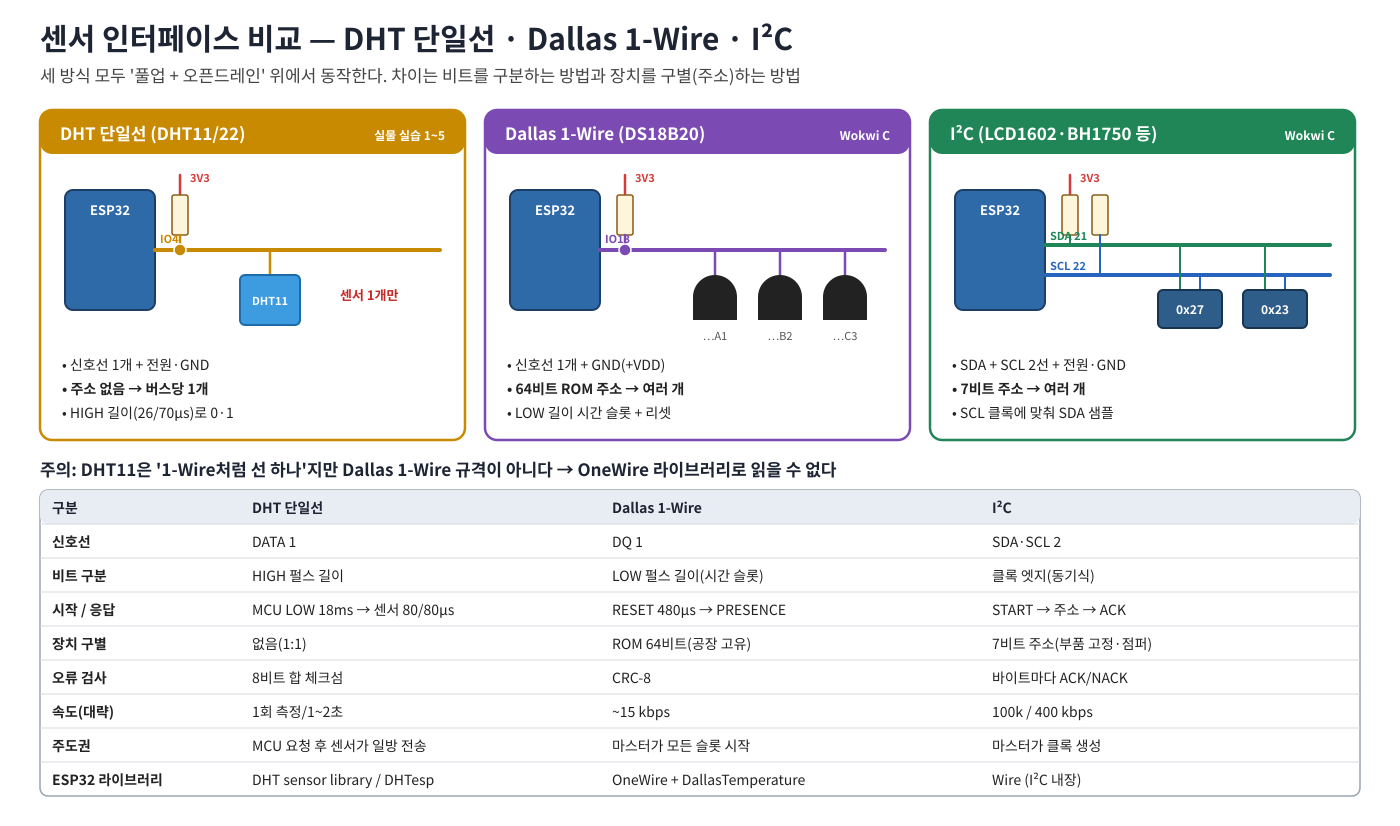 센서 인터페이스 비교 — DHT 단일선 · Dallas 1-Wire · I²C
세 방식 모두 '풀업 + 오픈드레인' 위에서 동작한다. 차이는 비트를 구분하는 방법과 장치를 구별(주소)하는 방법
DHT 단일선 (DHT11/22) 실물 실습 1~5
3V3
ESP32
IO4
DHT11
센서 1개만
• 신호선 1개 + 전원·GND
• 주소 없음 → 버스당 1개
• HIGH 길이(26/70μs)로 0·1
Dallas 1-Wire (DS18B20) Wokwi C
3V3
ESP32
IO18
…A1 …B2 …C3
• 신호선 1개 + GND(+VDD)
• 64비트 ROM 주소 → 여러 개
• LOW 길이 시간 슬롯 + 리셋
I²C (LCD1602·BH1750 등) Wokwi C
3V3
ESP32
SDA 21
SCL 22
0x27 0x23
• SDA + SCL 2선 + 전원·GND
• 7비트 주소 → 여러 개
• SCL 클록에 맞춰 SDA 샘플
주의: DHT11은 '1-Wire처럼 선 하나'지만 Dallas 1-Wire 규격이 아니다 → OneWire 라이브러리로 읽을 수 없다
구분 DHT 단일선 Dallas 1-Wire I²C
신호선 DATA 1 DQ 1 SDA·SCL 2
비트 구분 HIGH 펄스 길이 LOW 펄스 길이(시간 슬롯) 클록 엣지(동기식)
시작 / 응답 MCU LOW 18ms → 센서 80/80μs RESET 480μs → PRESENCE START → 주소 → ACK
장치 구별 없음(1:1) ROM 64비트(공장 고유) 7비트 주소(부품 고정·점퍼)
오류 검사 8비트 합 체크섬 CRC-8 바이트마다 ACK/NACK
속도(대략) 1회 측정/1~2초 ~15 kbps 100k / 400 kbps
주도권 MCU 요청 후 센서가 일방 전송 마스터가 모든 슬롯 시작 마스터가 클록 생성
ESP32 라이브러리 DHT sensor library / DHTesp OneWire + DallasTemperature Wire (I²C 내장)